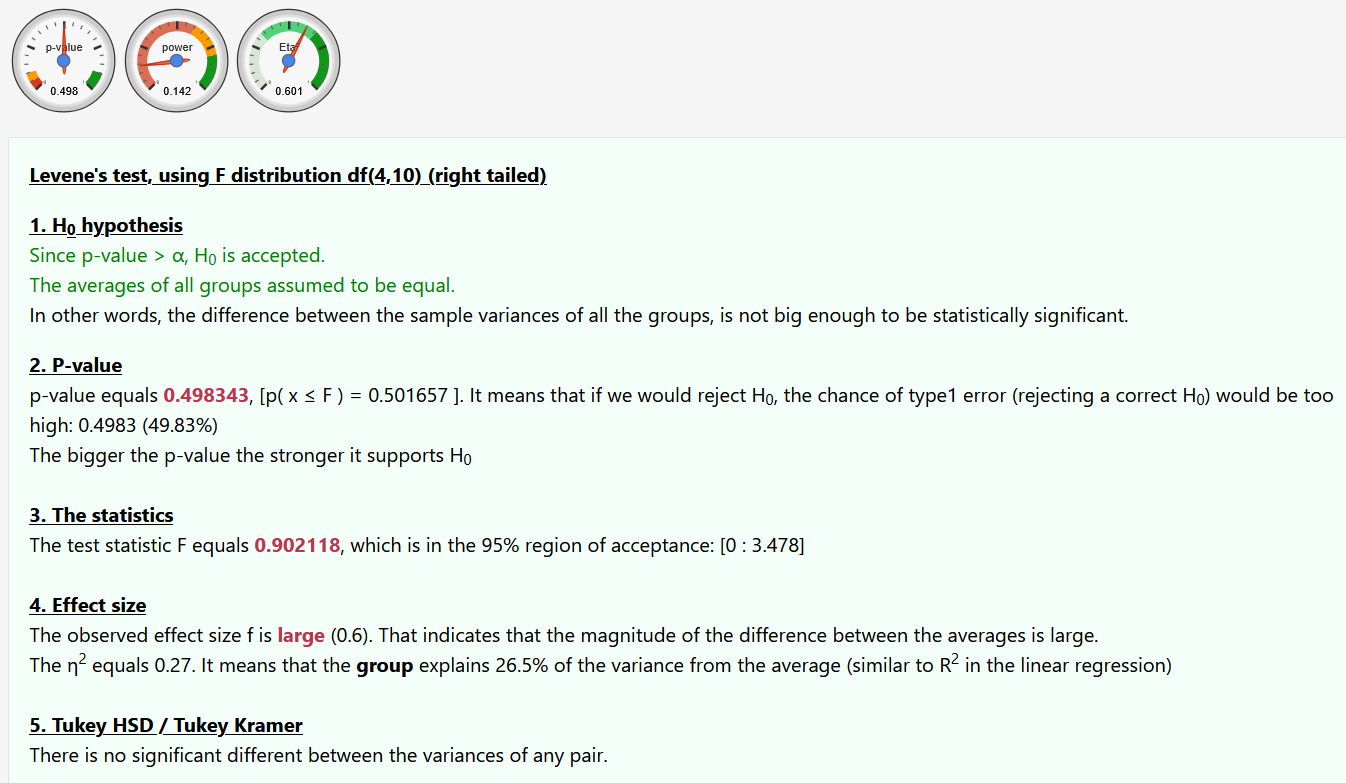 p-value
0.498
power
0.142
Eta
0.601
Levene's test, using F distribution df(4,10) (right tailed)
1. H₀ hypothesis
Since p-value > α, H₀ is accepted.
The averages of all groups assumed to be equal.
In other words, the difference between the sample variances of all the groups, is not big enough to be statistically significant.
2. P-value
p-value equals 0.498343, [p( x ≤ F ) = 0.501657 ]. It means that if we would reject H₀, the chance of type1 error (rejecting a correct H₀) would be too
high: 0.4983 (49.83%)
The bigger the p-value the stronger it supports H₀
3. The statistics
The test statistic F equals 0.902118, which is in the 95% region of acceptance: [0 : 3.478]
4. Effect size
The observed effect size f is large (0.6). That indicates that the magnitude of the difference between the averages is large.
The η² equals 0.27. It means that the group explains 26.5% of the variance from the average (similar to R² in the linear regression)
5. Tukey HSD / Tukey Kramer
There is no significant different between the variances of any pair.